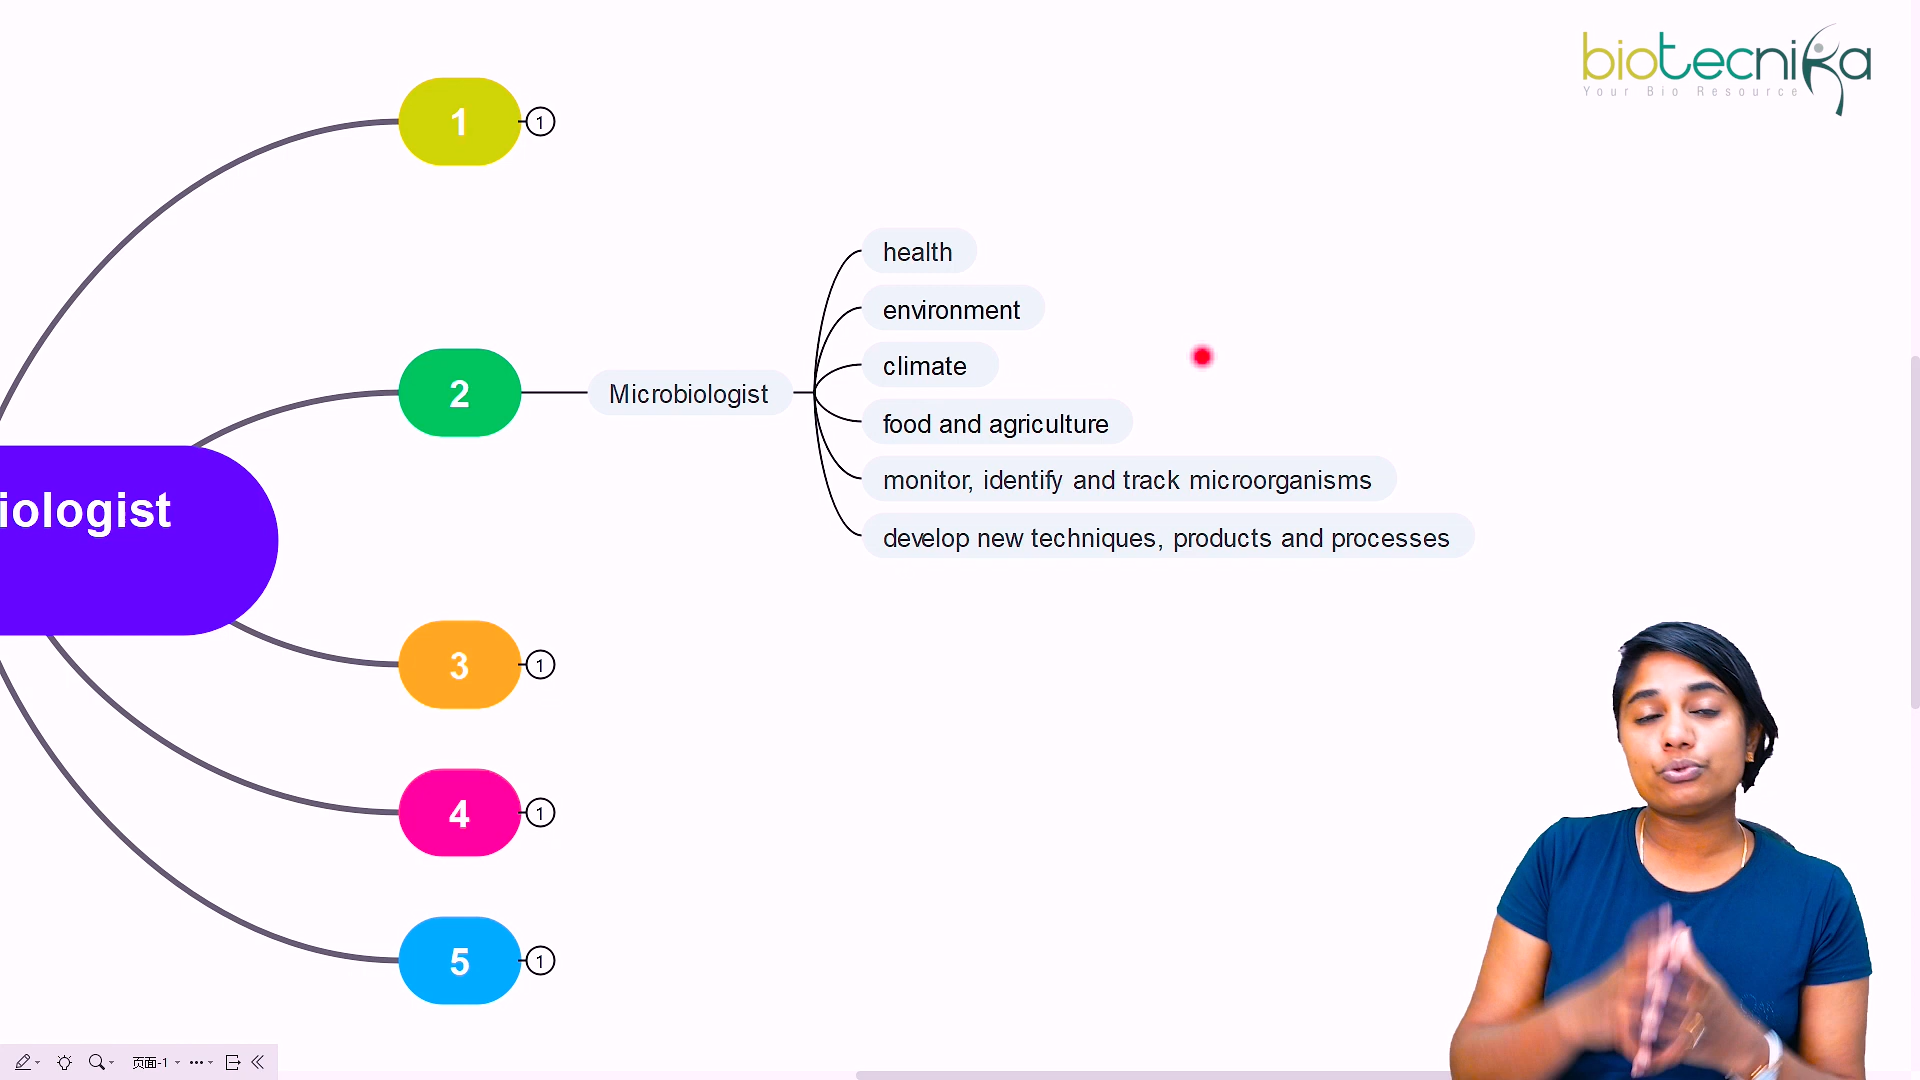 biotecnika
Your Bio Resource
1
1
health
environment
climate
2
Microbiologist
food and agriculture
monitor, identify and track microorganisms
iologist
develop new techniques, products and processes
3
1
4
1
5
1
页面-1